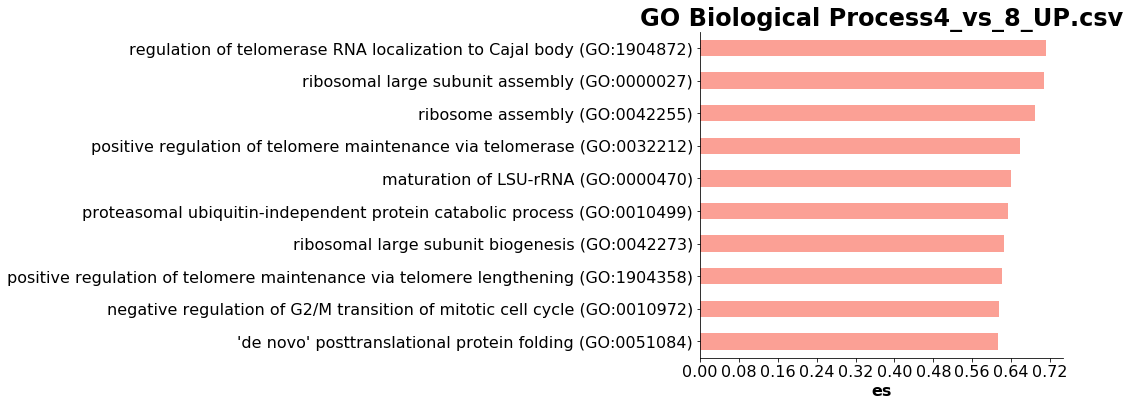 GO Biological Process4_vs_8_UP.csv
regulation of telomerase RNA localization to Cajal body (GO:1904872)
ribosomal large subunit assembly (GO:0000027)
ribosome assembly (GO:0042255)
positive regulation of telomere maintenance via telomerase (GO:0032212)
maturation of LSU-rRNA (GO:0000470)
proteasomal ubiquitin-independent protein catabolic process (GO:0010499)
ribosomal large subunit biogenesis (GO:0042273)
positive regulation of telomere maintenance via telomere lengthening (GO:1904358)
negative regulation of G2/M transition of mitotic cell cycle (GO:0010972)
'de novo' posttranslational protein folding (GO:0051084)
0.00 0.08 0.16 0.24 0.32 0.40 0.48 0.56 0.64 0.72
es